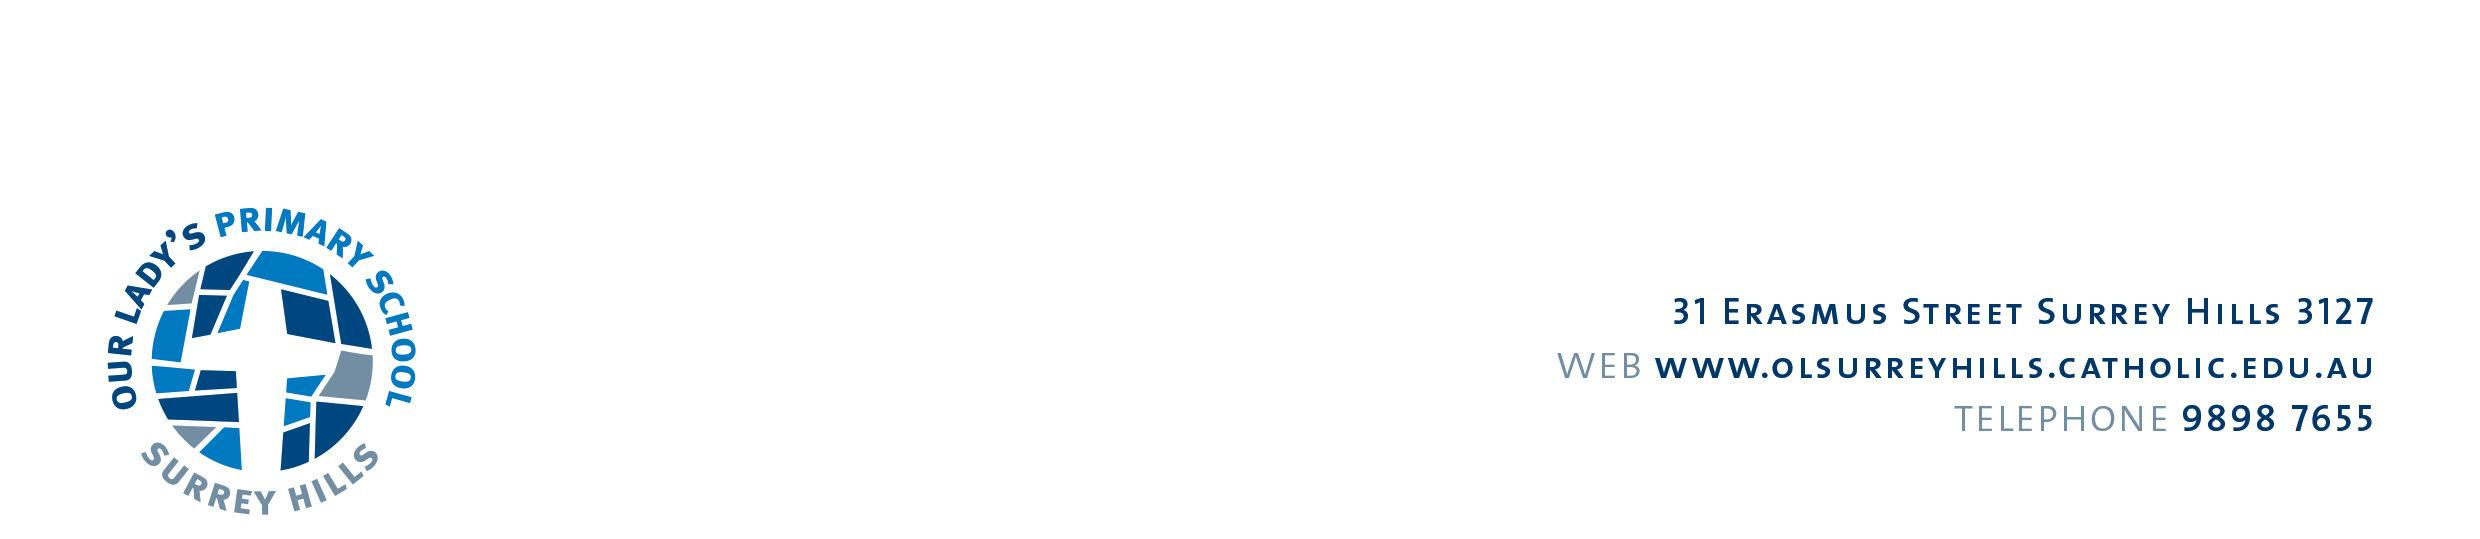 OUR LADY'S PRIMARY SCHOOL
SURREY HILLS
31 ERASMUS STREET SURREY HILLS 3127
WEB WWW.OLSURREYHILLS.CATHOLIC.EDU.AU
TELEPHONE 9898 7655